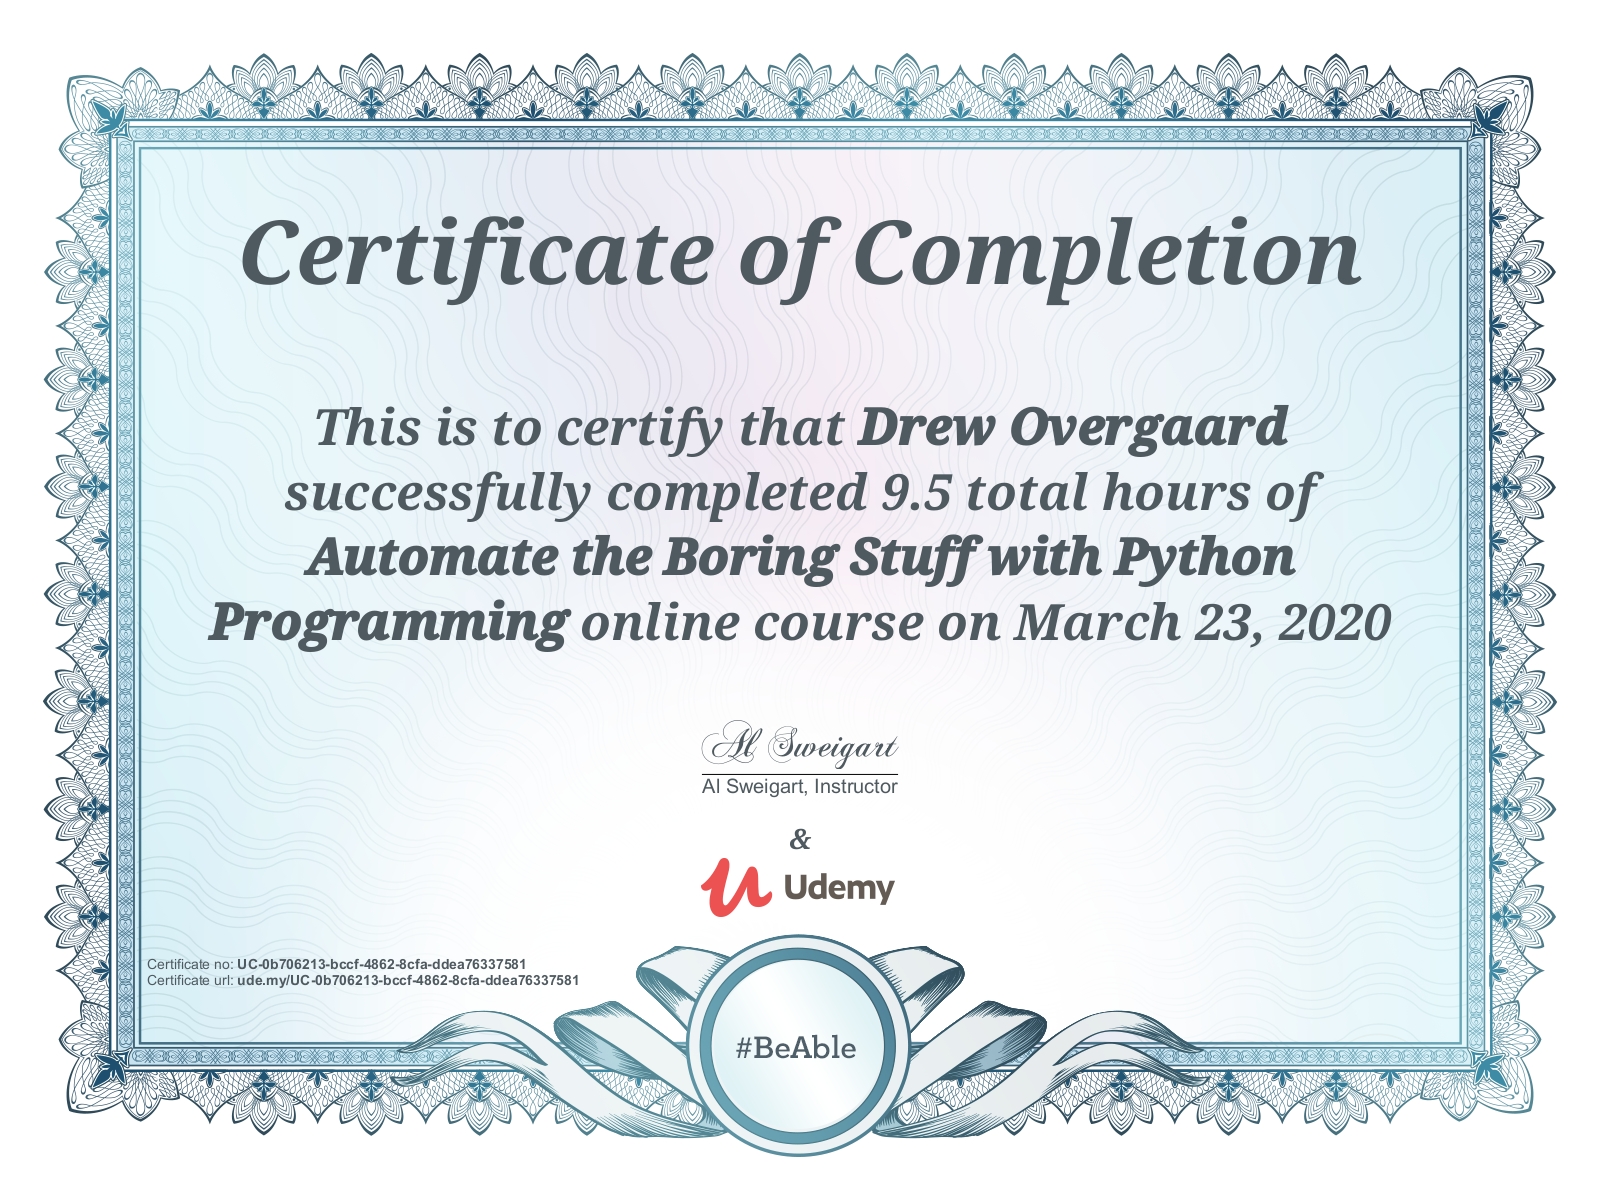 Certificate of Completion
This is to certify that Drew Overgaard
successfully completed 9.5 total hours of
Automate the Boring Stuff with Python
Programming online course on March 23, 2020
Al Sweigart
Al Sweigart, Instructor
&
Udemy
Certificate no: UC-0b706213-bccf-4862-8cfa-ddea76337581
Certificate url: ude.my/UC-0b706213-bccf-4862-8cfa-ddea76337581
#BeAble